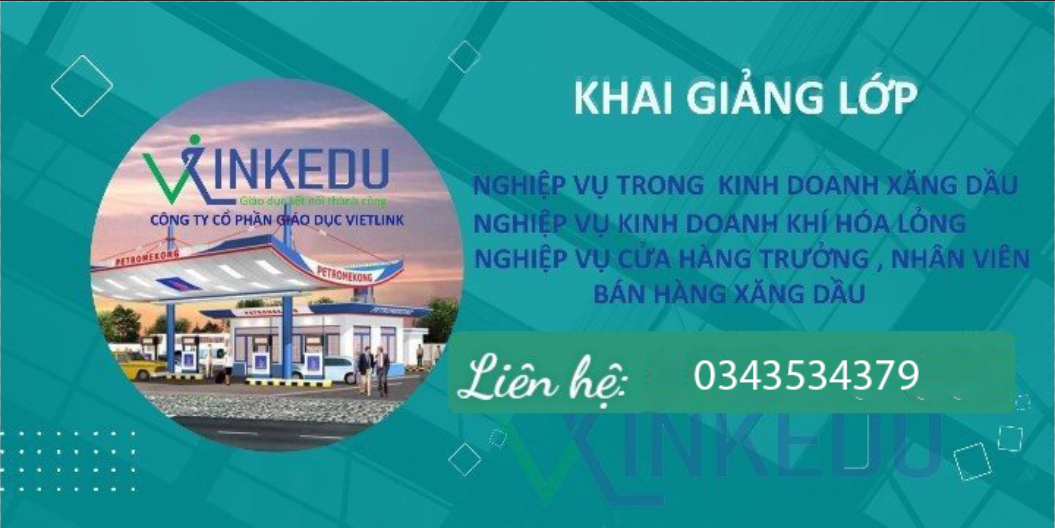 KHAI GIẢNG LỚP
VINKEDU
Giáo dục kết nối thành công
CÔNG TY CỔ PHẦN GIÁO DỤC VIETLINK
NGHIỆP VỤ TRONG KINH DOANH XĂNG DẦU
NGHIỆP VỤ KINH DOANH KHÍ HÓA LỎNG
NGHIỆP VỤ CỬA HÀNG TRƯỞNG , NHÂN VIÊN
BÁN HÀNG XĂNG DẦU
PETROMEKONG
PETROMEKONG
PETROMEKONG
PETROMEKONG
Liên hệ: 0343534379
VINKEDU